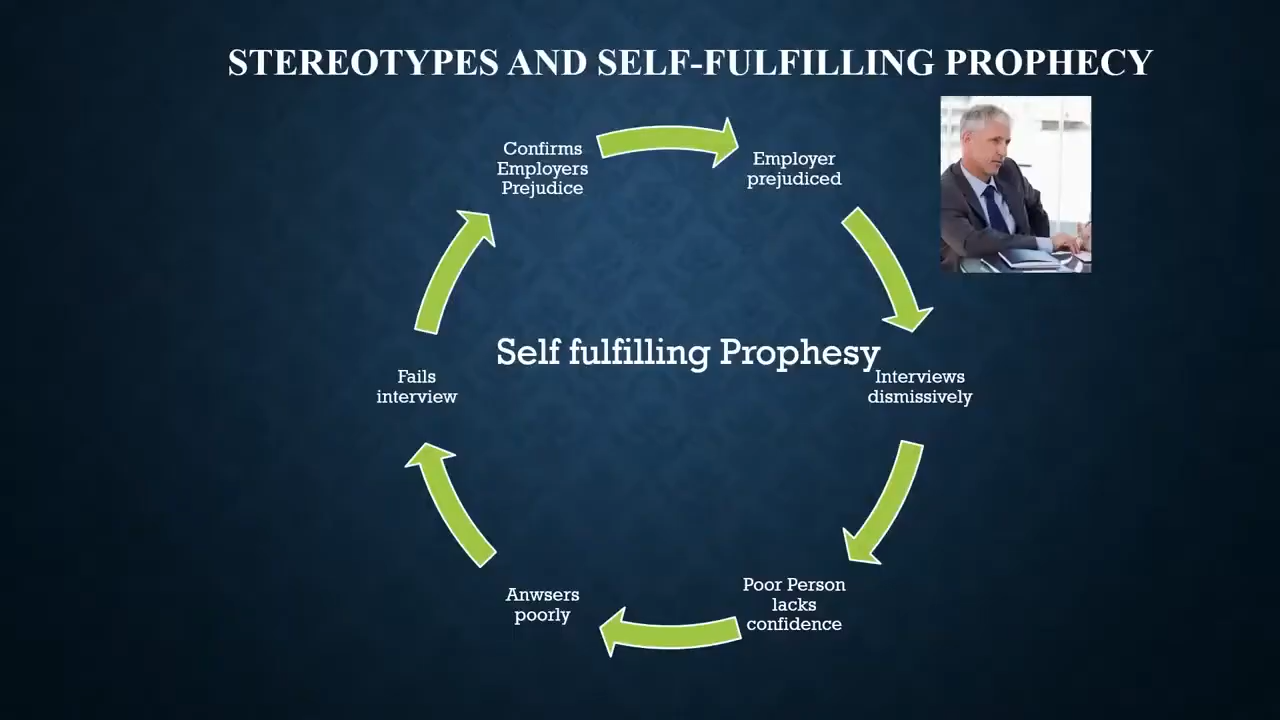 STEREOTYPES AND SELF-FULFILLING PROPHECY
Confirms
Employers
Prejudice
Employer
prejudiced
Self fulfilling Prophesy
Interviews
dismissively
Poor Person
lacks
confidence
Anwsers
poorly
Fails
interview